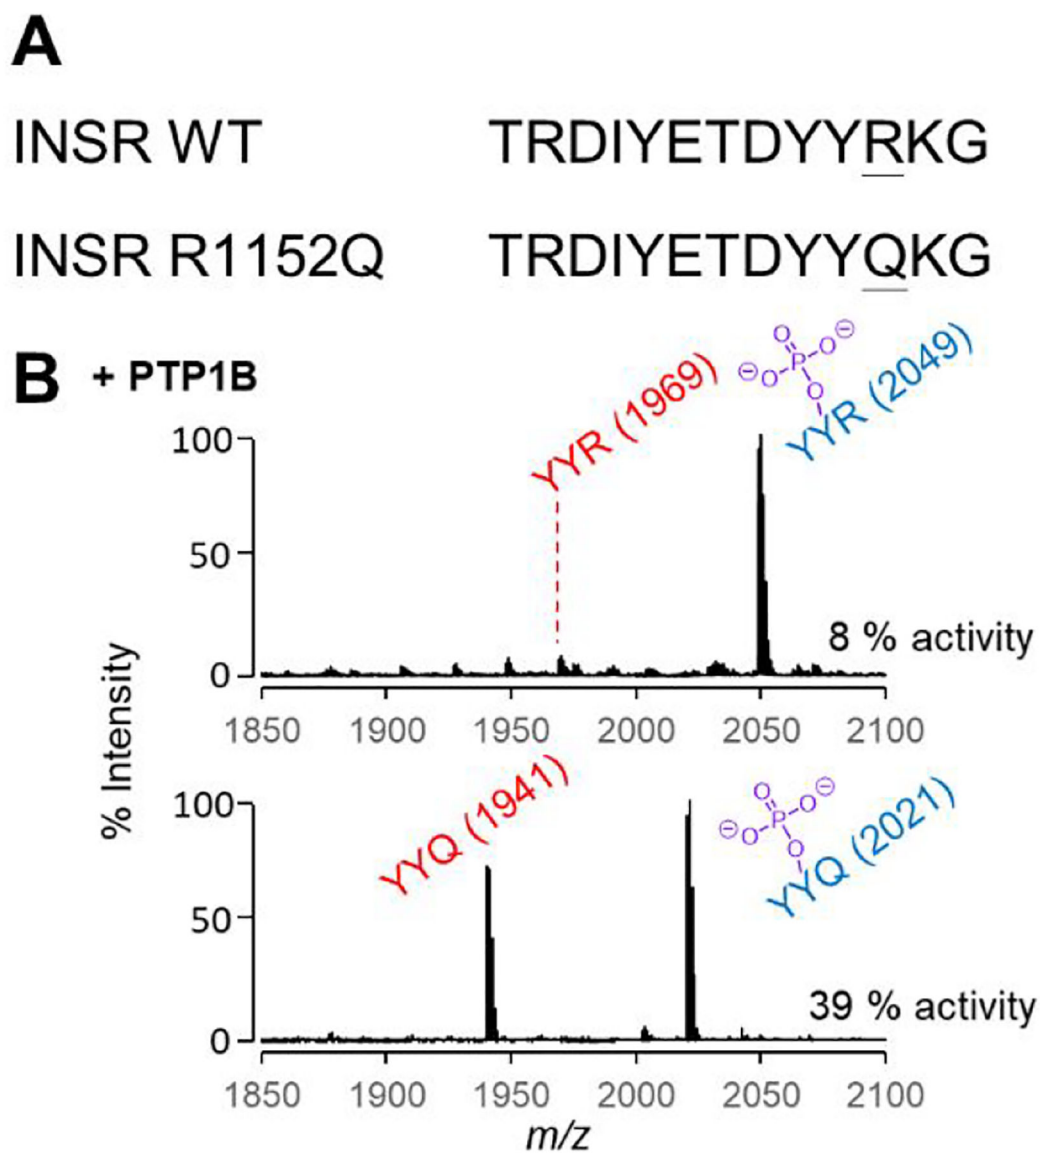 A
INSR WT TRDIYETDYYRKG
INSR R1152Q TRDIYETDYYQKG
B + PTP1B
YYR (1969)
O O ⊖
⊖ O P
O
YYR (2049)
100
50
0
8 % activity
1850 1900 1950 2000 2050 2100
% Intensity
YYQ (1941)
O O ⊖
⊖ O P
O
YYQ (2021)
100
50
0
39 % activity
1850 1900 1950 2000 2050 2100
m/z